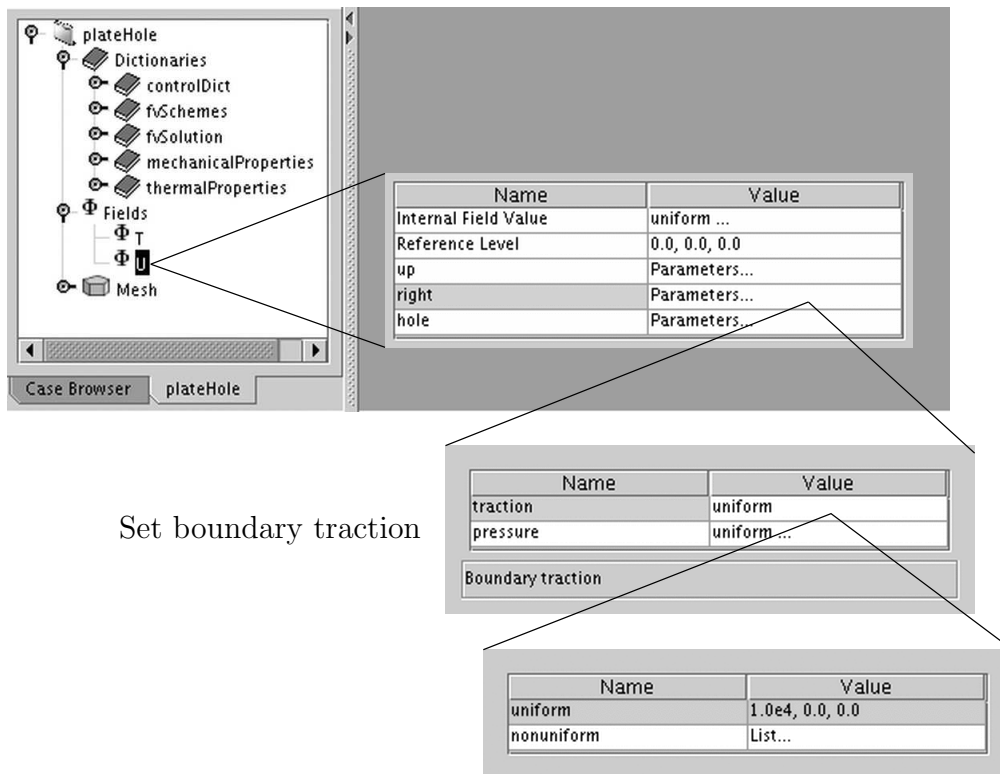 plateHole
Dictionaries
controlDict
fvSchemes
fvSolution
mechanicalProperties
thermalProperties
Φ Fields
Φ T
Φ U
Mesh
Case Browser plateHole
Name Value
Internal Field Value uniform ...
Reference Level 0.0, 0.0, 0.0
up Parameters...
right Parameters...
hole Parameters...
Set boundary traction
Name Value
traction uniform
pressure uniform ...
Boundary traction
Name Value
uniform 1.0e4, 0.0, 0.0
nonuniform List...